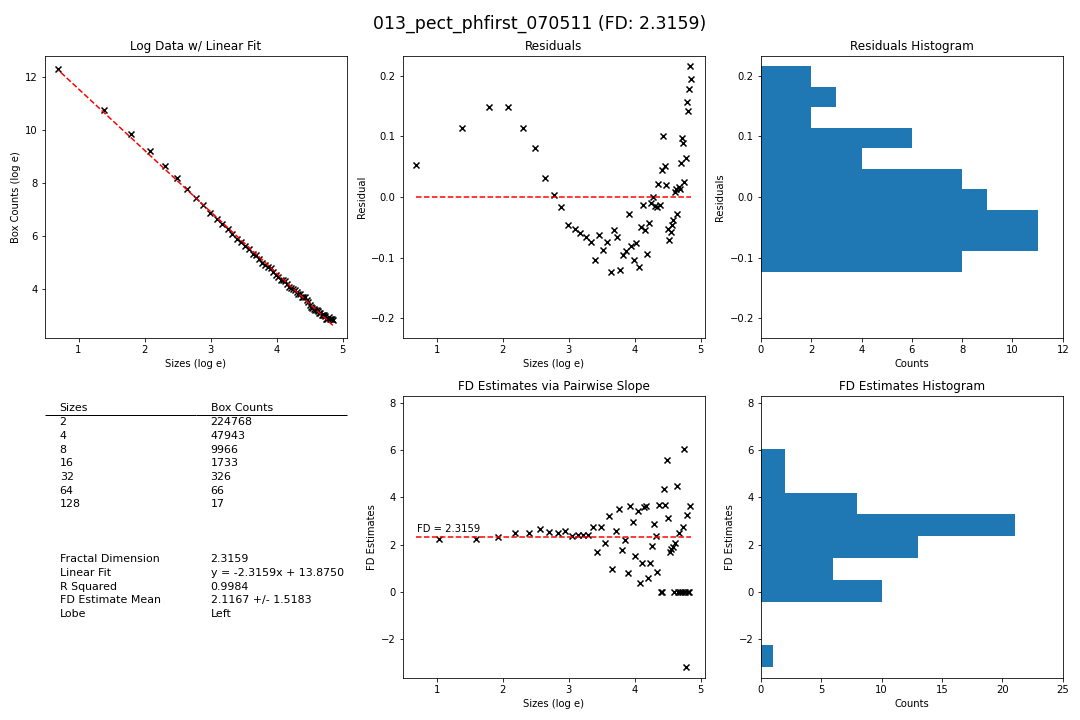 013_pect_phfirst_070511 (FD: 2.3159)
Log Data w/ Linear Fit
Box Counts (log e)
12
10
8
6
4
1
2
3
4
5
Sizes (log e)
Residuals
Residual
0.2
0.1
0.0
−0.1
−0.2
1
2
3
4
5
Sizes (log e)
Residuals Histogram
Residuals
0.2
0.1
0.0
−0.1
−0.2
0
2
4
6
8
10
12
Counts
Sizes Box Counts
2 224768
4 47943
8 9966
16 1733
32 326
64 66
128 17
Fractal Dimension 2.3159
Linear Fit y = -2.3159x + 13.8750
R Squared 0.9984
FD Estimate Mean 2.1167 +/- 1.5183
Lobe Left
FD Estimates via Pairwise Slope
FD Estimates
8
6
4
2
0
−2
FD = 2.3159
1
2
3
4
5
Sizes (log e)
FD Estimates Histogram
FD Estimates
8
6
4
2
0
−2
0
5
10
15
20
25
Counts